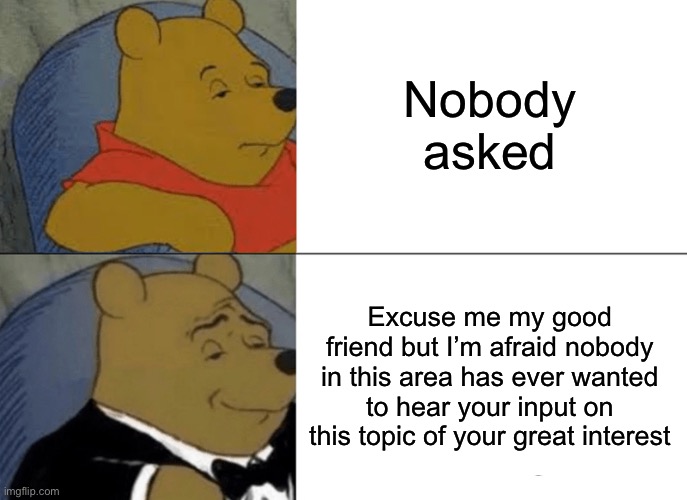 Nobody
asked
Excuse me my good
friend but I’m afraid nobody
in this area has ever wanted
to hear your input on
this topic of your great interest
imgflip.com